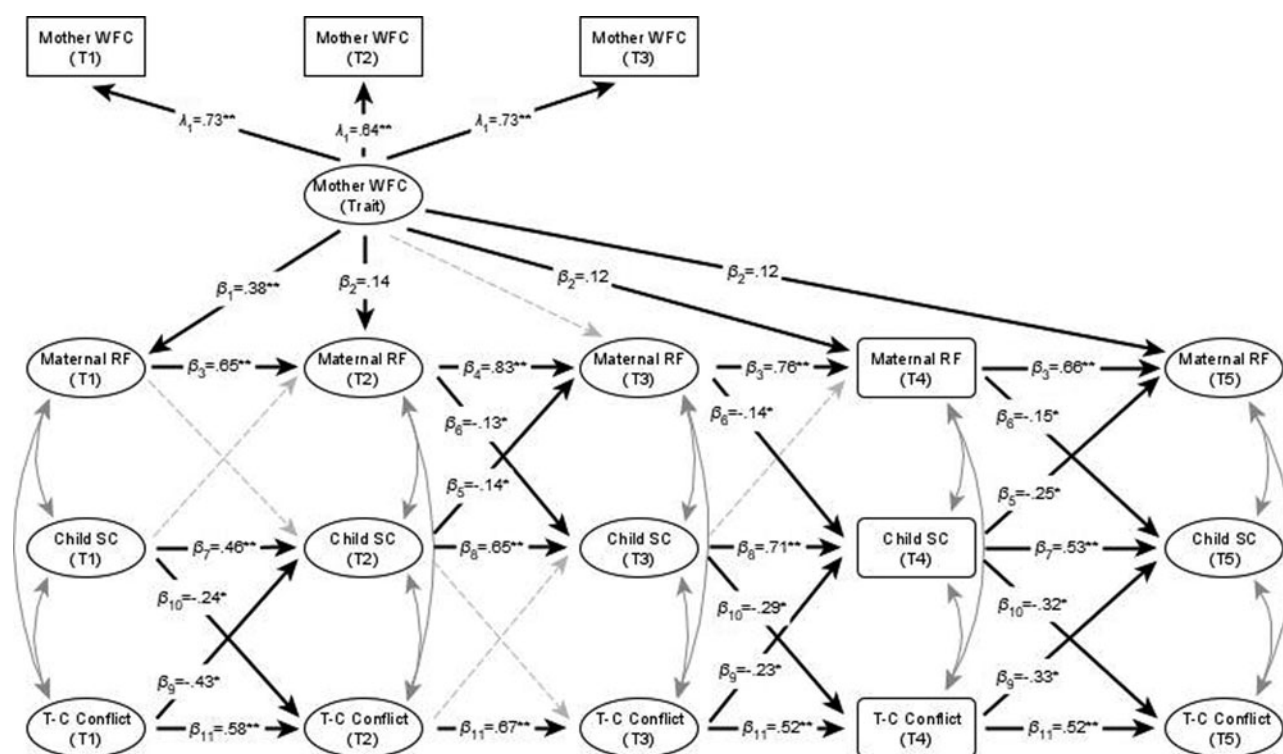 Mother WFC
(T1)
Mother WFC
(T2)
Mother WFC
(T3)
λ₁=.73**
λ₁=.64**
λ₁=.73**
Mother WFC
(Trait)
β₁=.38**
β₂=.14
β₂=.12
β₂=.12
Maternal RF
(T1)
β₃=.65**
Maternal RF
(T2)
β₄=.83**
Maternal RF
(T3)
β₃=.76**
Maternal RF
(T4)
β₃=.66**
Maternal RF
(T5)
β₆=-.13*
β₆=-.14*
β₆=-.15*
β₅=-.14*
β₅=-.25*
Child SC
(T1)
β₇=.46**
Child SC
(T2)
β₈=.65**
Child SC
(T3)
β₈=.71**
Child SC
(T4)
β₇=.53**
Child SC
(T5)
β₁₀=-.24*
β₁₀=-.29*
β₁₀=-.32*
β₉=-.43*
β₉=-.23*
β₉=-.33*
T-C Conflict
(T1)
β₁₁=.58**
T-C Conflict
(T2)
β₁₁=.67**
T-C Conflict
(T3)
β₁₁=.52**
T-C Conflict
(T4)
β₁₁=.52**
T-C Conflict
(T5)